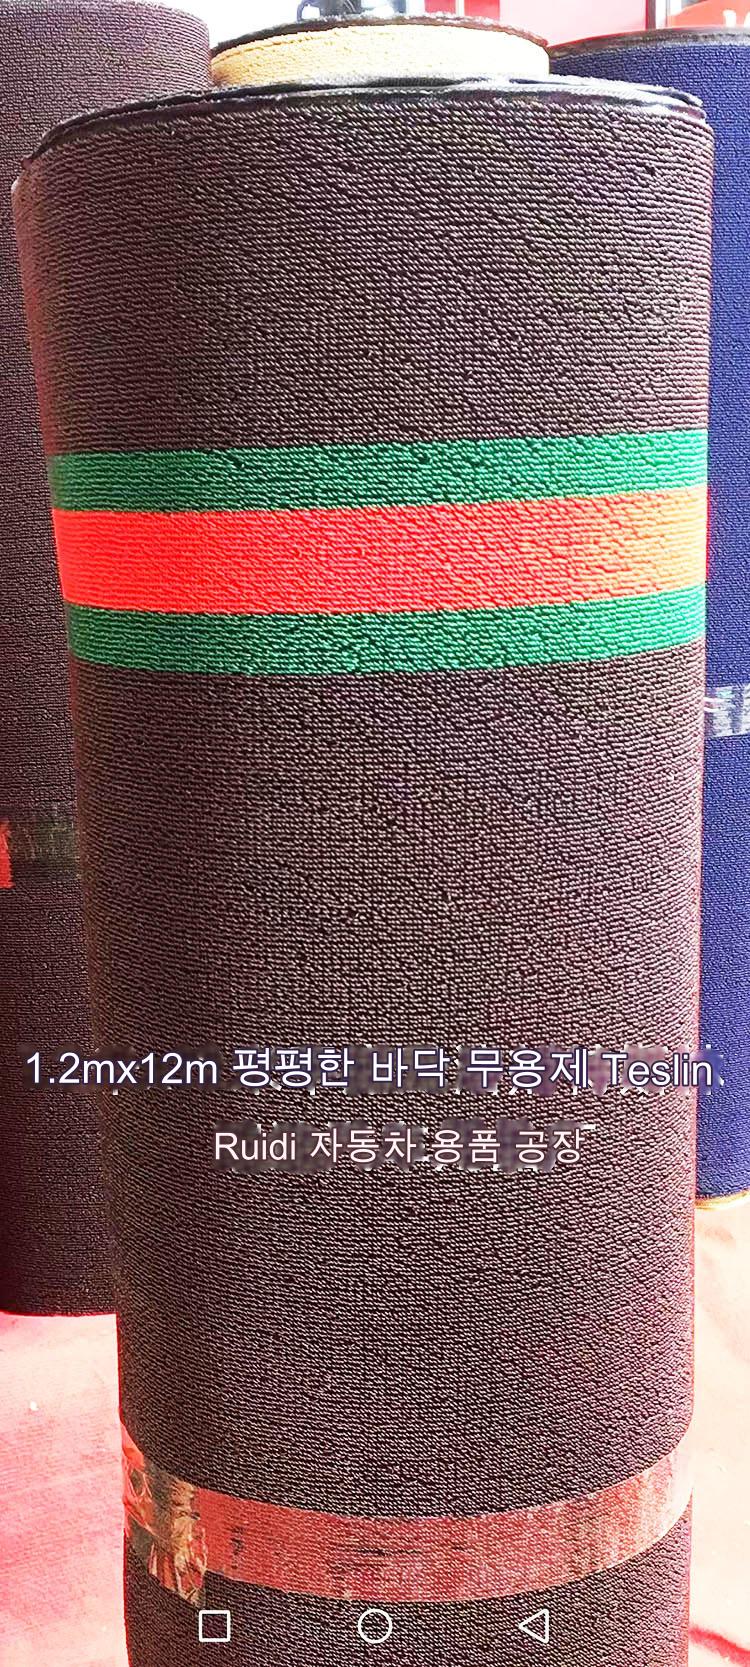 1.2mx12m 평평한 바닥 무용제 Teslin
Ruidi 자동차 용품 공장